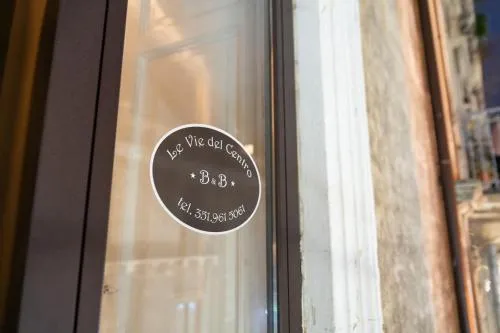 Le Vie del Centro
★ B&B ★
tel. 351.961 5061